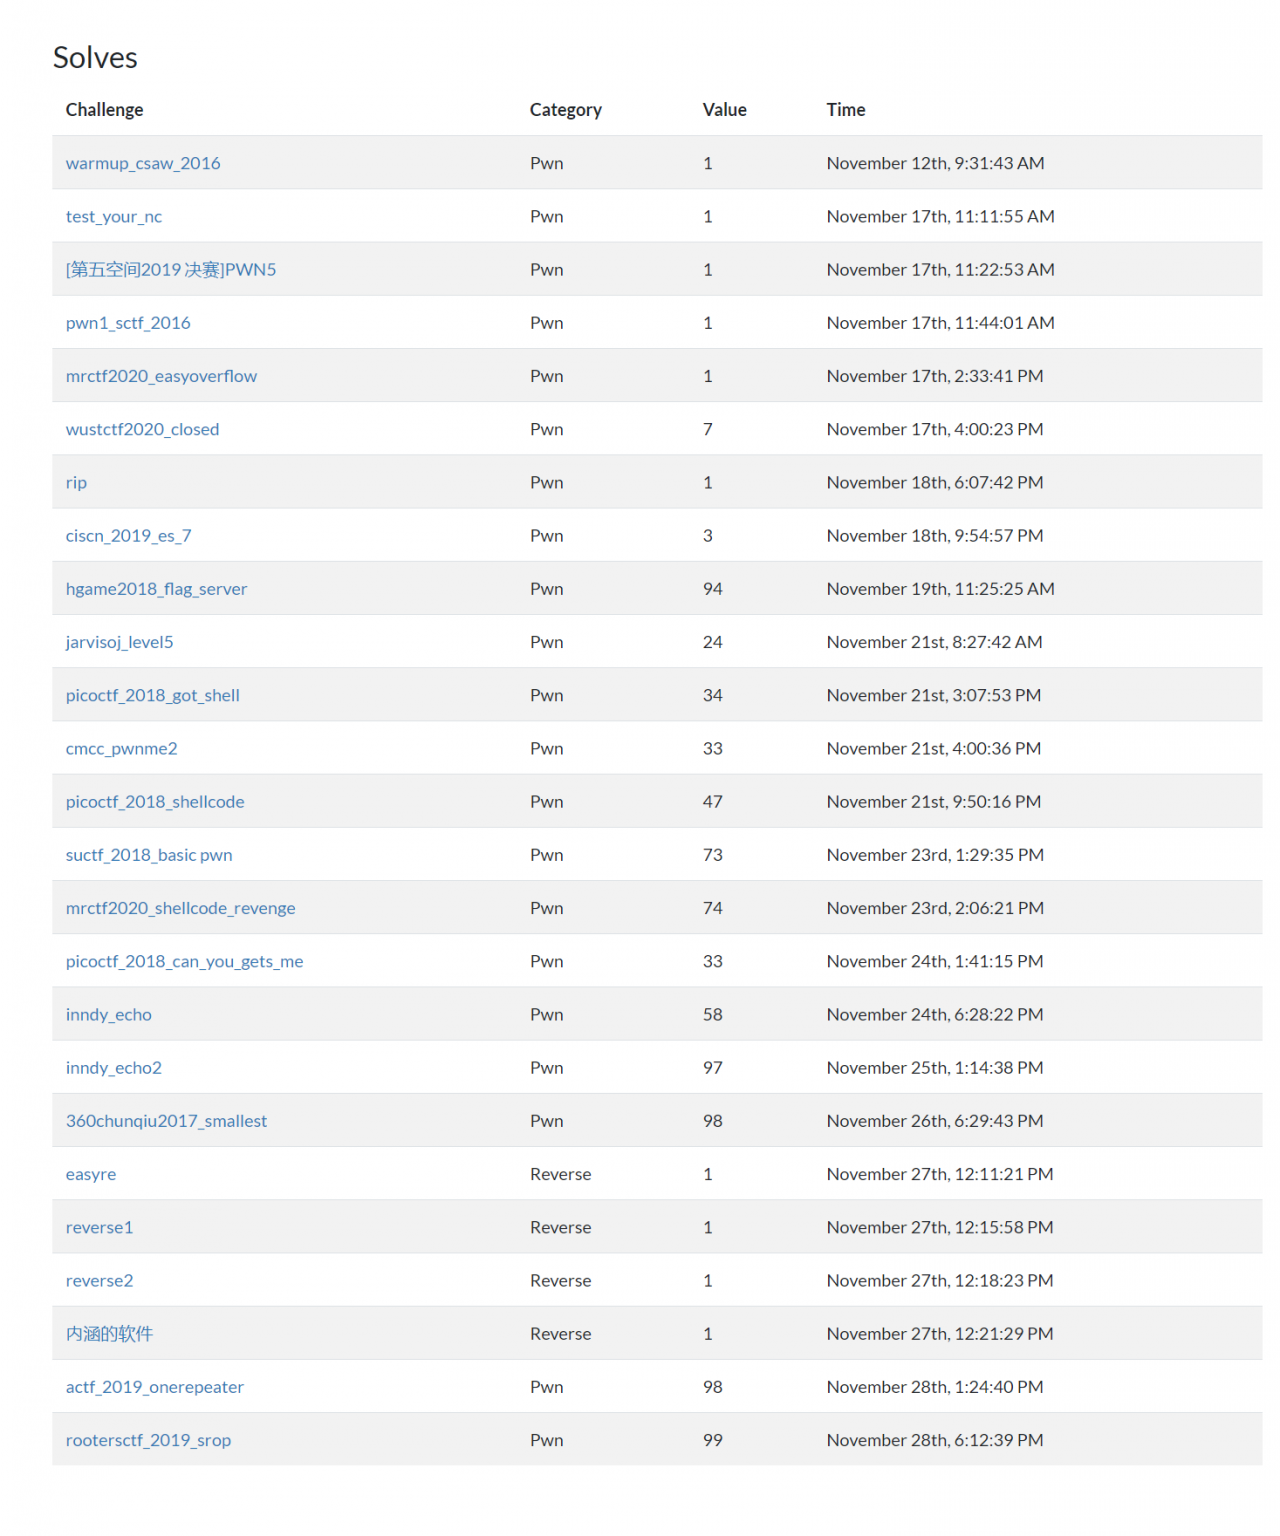 Solves
Challenge Category Value Time
warmup_csaw_2016 Pwn 1 November 12th, 9:31:43 AM
test_your_nc Pwn 1 November 17th, 11:11:55 AM
[第五空间2019 决赛]PWN5 Pwn 1 November 17th, 11:22:53 AM
pwn1_sctf_2016 Pwn 1 November 17th, 11:44:01 AM
mrctf2020_easyoverflow Pwn 1 November 17th, 2:33:41 PM
wustctf2020_closed Pwn 7 November 17th, 4:00:23 PM
rip Pwn 1 November 18th, 6:07:42 PM
ciscn_2019_es_7 Pwn 3 November 18th, 9:54:57 PM
hgame2018_flag_server Pwn 94 November 19th, 11:25:25 AM
jarvisoj_level5 Pwn 24 November 21st, 8:27:42 AM
picoctf_2018_got_shell Pwn 34 November 21st, 3:07:53 PM
cmcc_pwnme2 Pwn 33 November 21st, 4:00:36 PM
picoctf_2018_shellcode Pwn 47 November 21st, 9:50:16 PM
suctf_2018_basic pwn Pwn 73 November 23rd, 1:29:35 PM
mrctf2020_shellcode_revenge Pwn 74 November 23rd, 2:06:21 PM
picoctf_2018_can_you_gets_me Pwn 33 November 24th, 1:41:15 PM
inndy_echo Pwn 58 November 24th, 6:28:22 PM
inndy_echo2 Pwn 97 November 25th, 1:14:38 PM
360chunqiu2017_smallest Pwn 98 November 26th, 6:29:43 PM
easyre Reverse 1 November 27th, 12:11:21 PM
reverse1 Reverse 1 November 27th, 12:15:58 PM
reverse2 Reverse 1 November 27th, 12:18:23 PM
内涵的软件 Reverse 1 November 27th, 12:21:29 PM
actf_2019_onerepeater Pwn 98 November 28th, 1:24:40 PM
rootersctf_2019_srop Pwn 99 November 28th, 6:12:39 PM